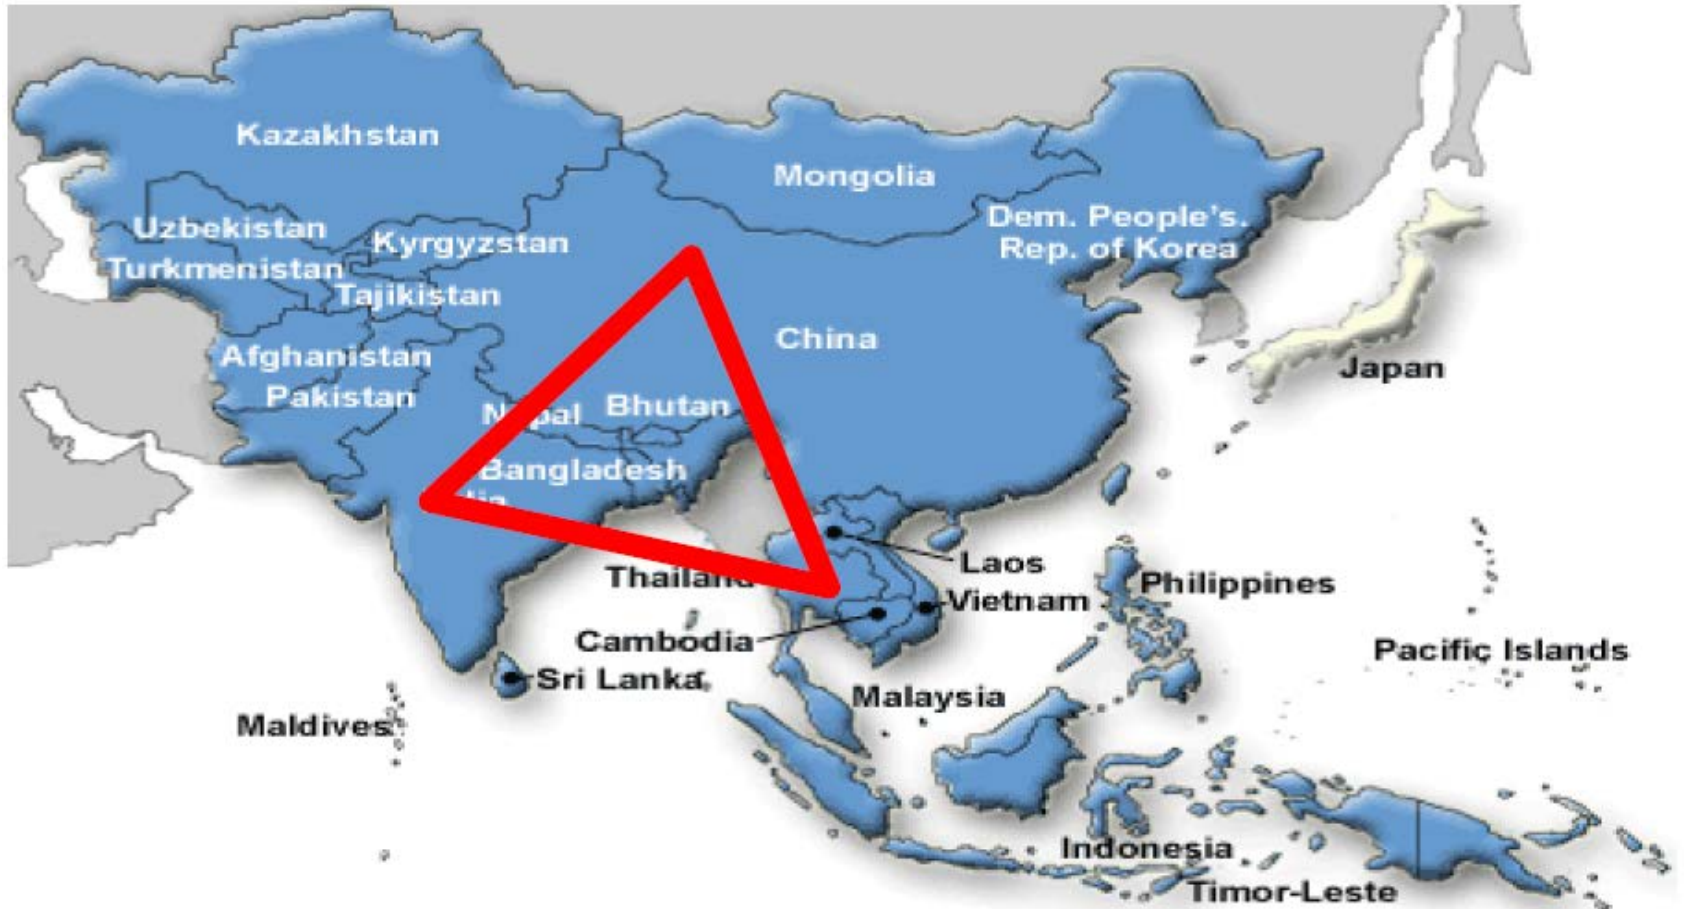 Kazakhstan
Mongolia
Uzbekistan
Kyrgyzstan
Dem. People's.
Rep. of Korea
Turkmenistan
Tajikistan
China
Afghanistan
Japan
Pakistan
Bhutan
Bangladesh
Laos
Thailand
Philippines
Vietnam
Cambodia
Pacific Islands
Sri Lanka
Malaysia
Maldives
Indonesia
Timor-Leste